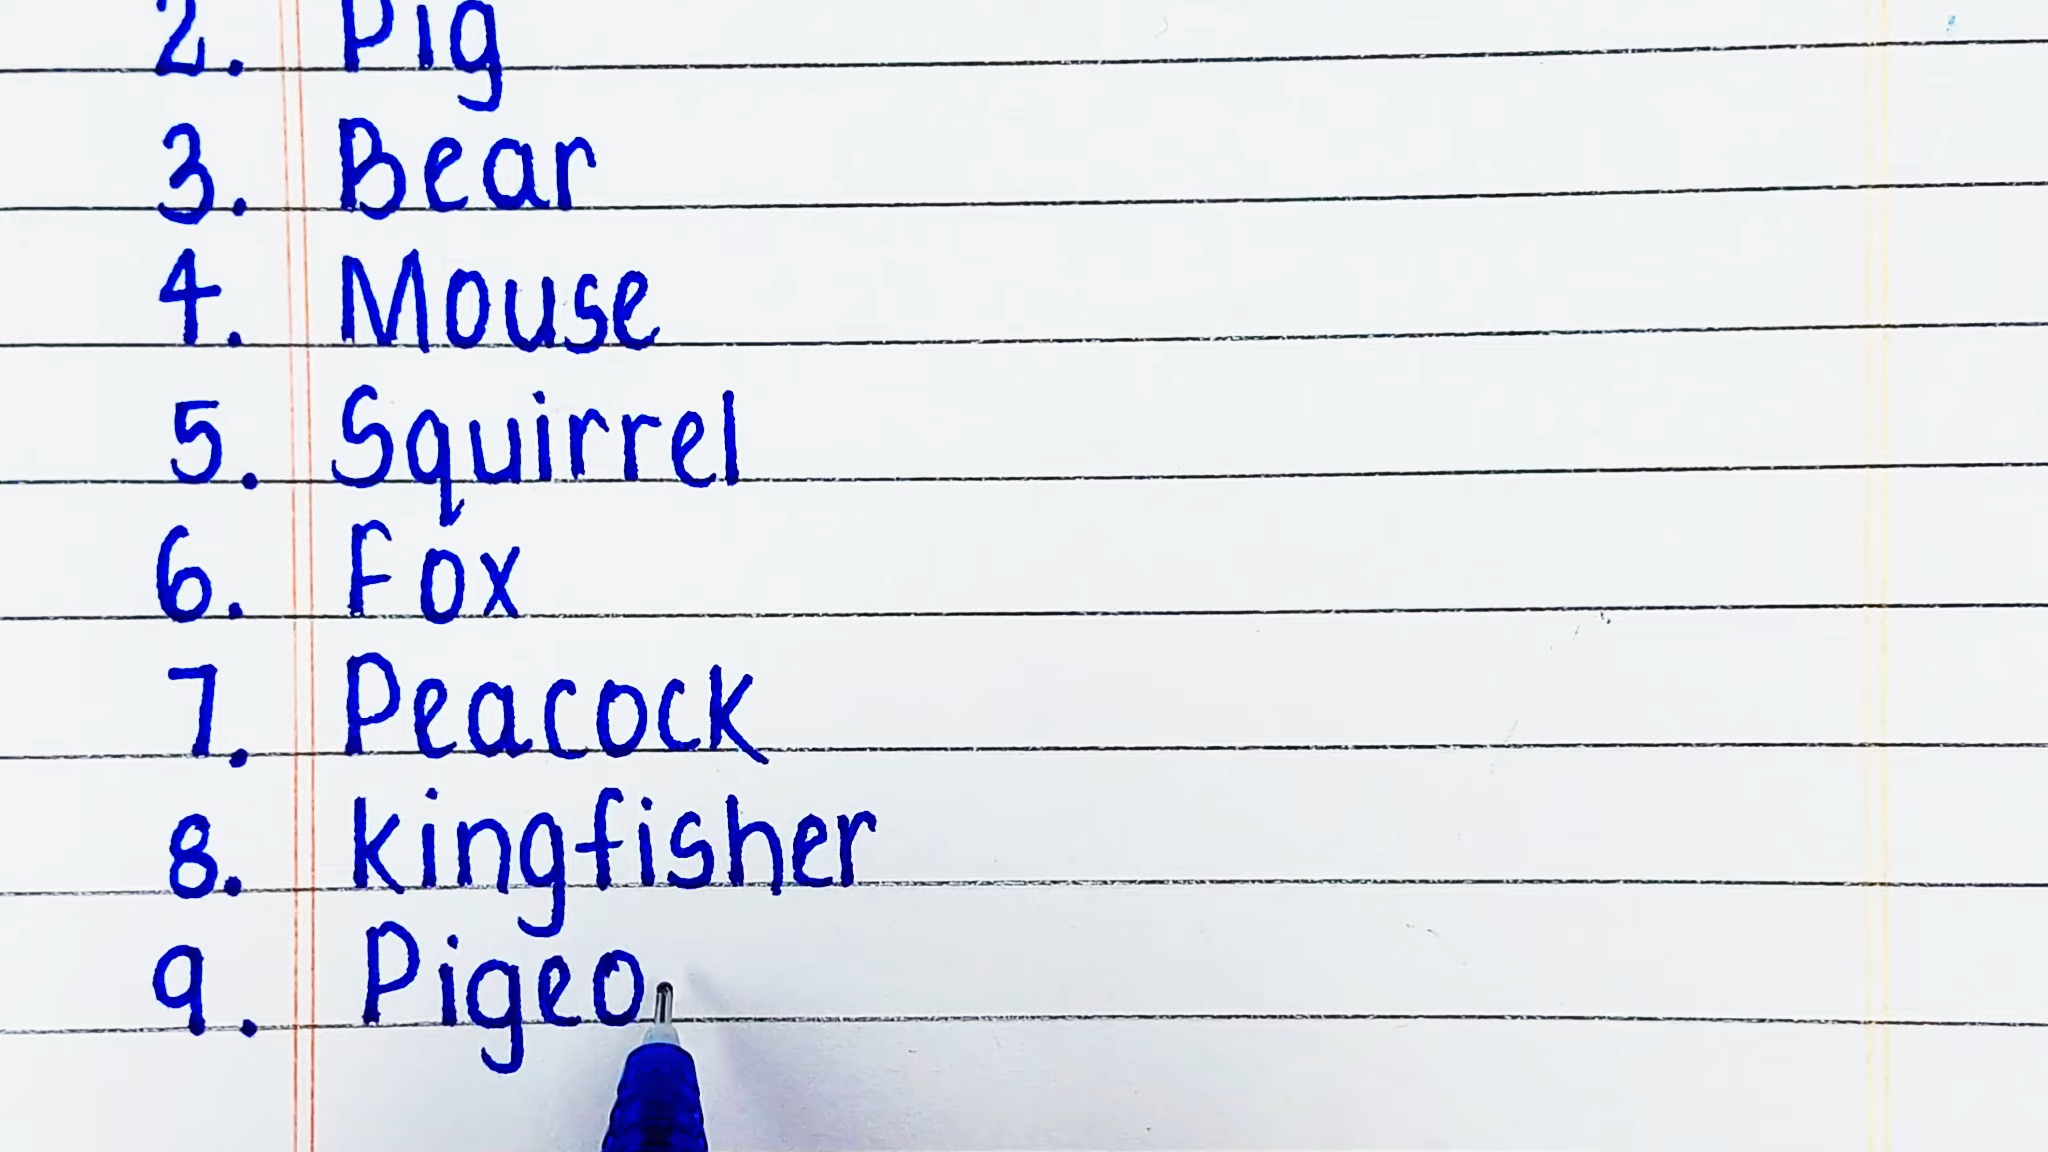 2. Pig
3. Bear
4. Mouse
5. Squirrel
6. Fox
7. Peacock
8. kingfisher
9. Pigeo